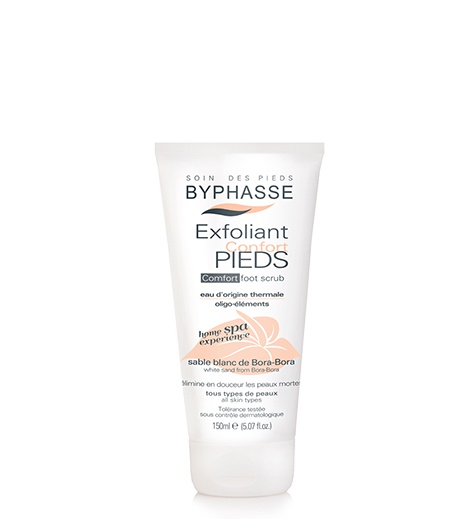 SOIN DES PIEDS
BYPHASSE
Exfoliant
Confort
PIEDS
Comfort foot scrub
eau d'origine thermale
oligo-éléments
home spa
experience
sable blanc de Bora-Bora
white sand from Bora-Bora
élimine en douceur les peaux mortes
tous types de peaux
all skin types
Tolérance testée
sous contrôle dermatologique
150ml e (5.07 fl.oz.)